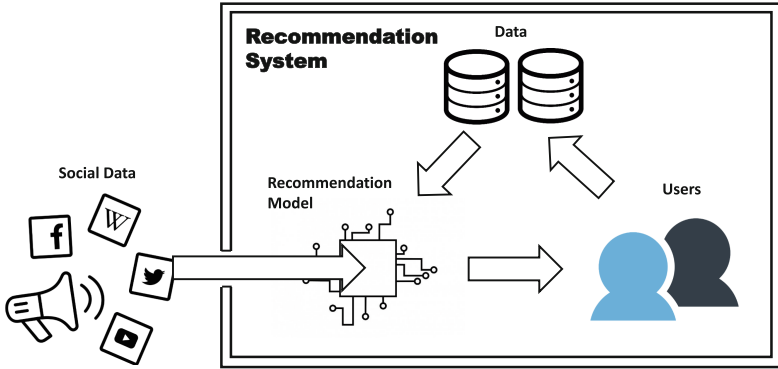 Recommendation
System
Data
Social Data
Recommendation
Model
Users
f
W